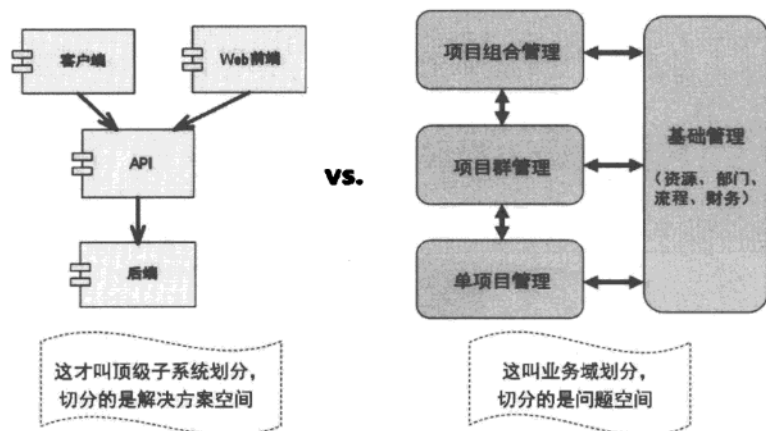 客户端
Web前端
API
后端
这才叫顶级子系统划分,
切分的是解决方案空间
vs.
项目组合管理
项目群管理
单项目管理
基础管理
(资源、部门、
流程、财务)
这叫业务域划分,
切分的是问题空间